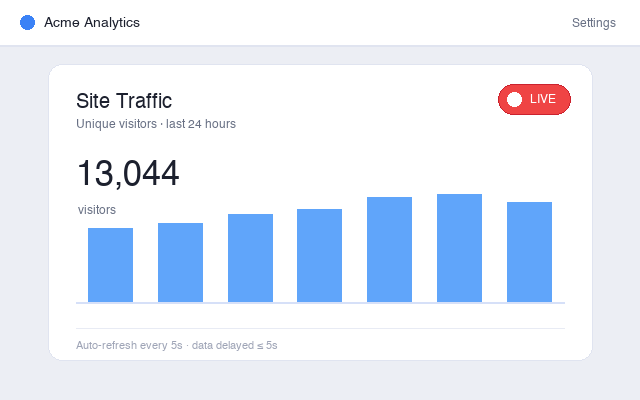 Acme Analytics
Settings
Site Traffic
LIVE
Unique visitors · last 24 hours
13,044
visitors
Auto-refresh every 5s · data delayed ≤ 5s